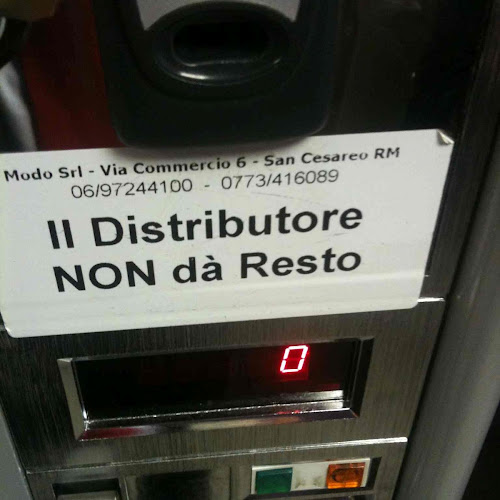 Modo Srl - Via Commercio 6 - San Cesareo RM
06/97244100 - 0773/416089
Il Distributore
NON dà Resto
0